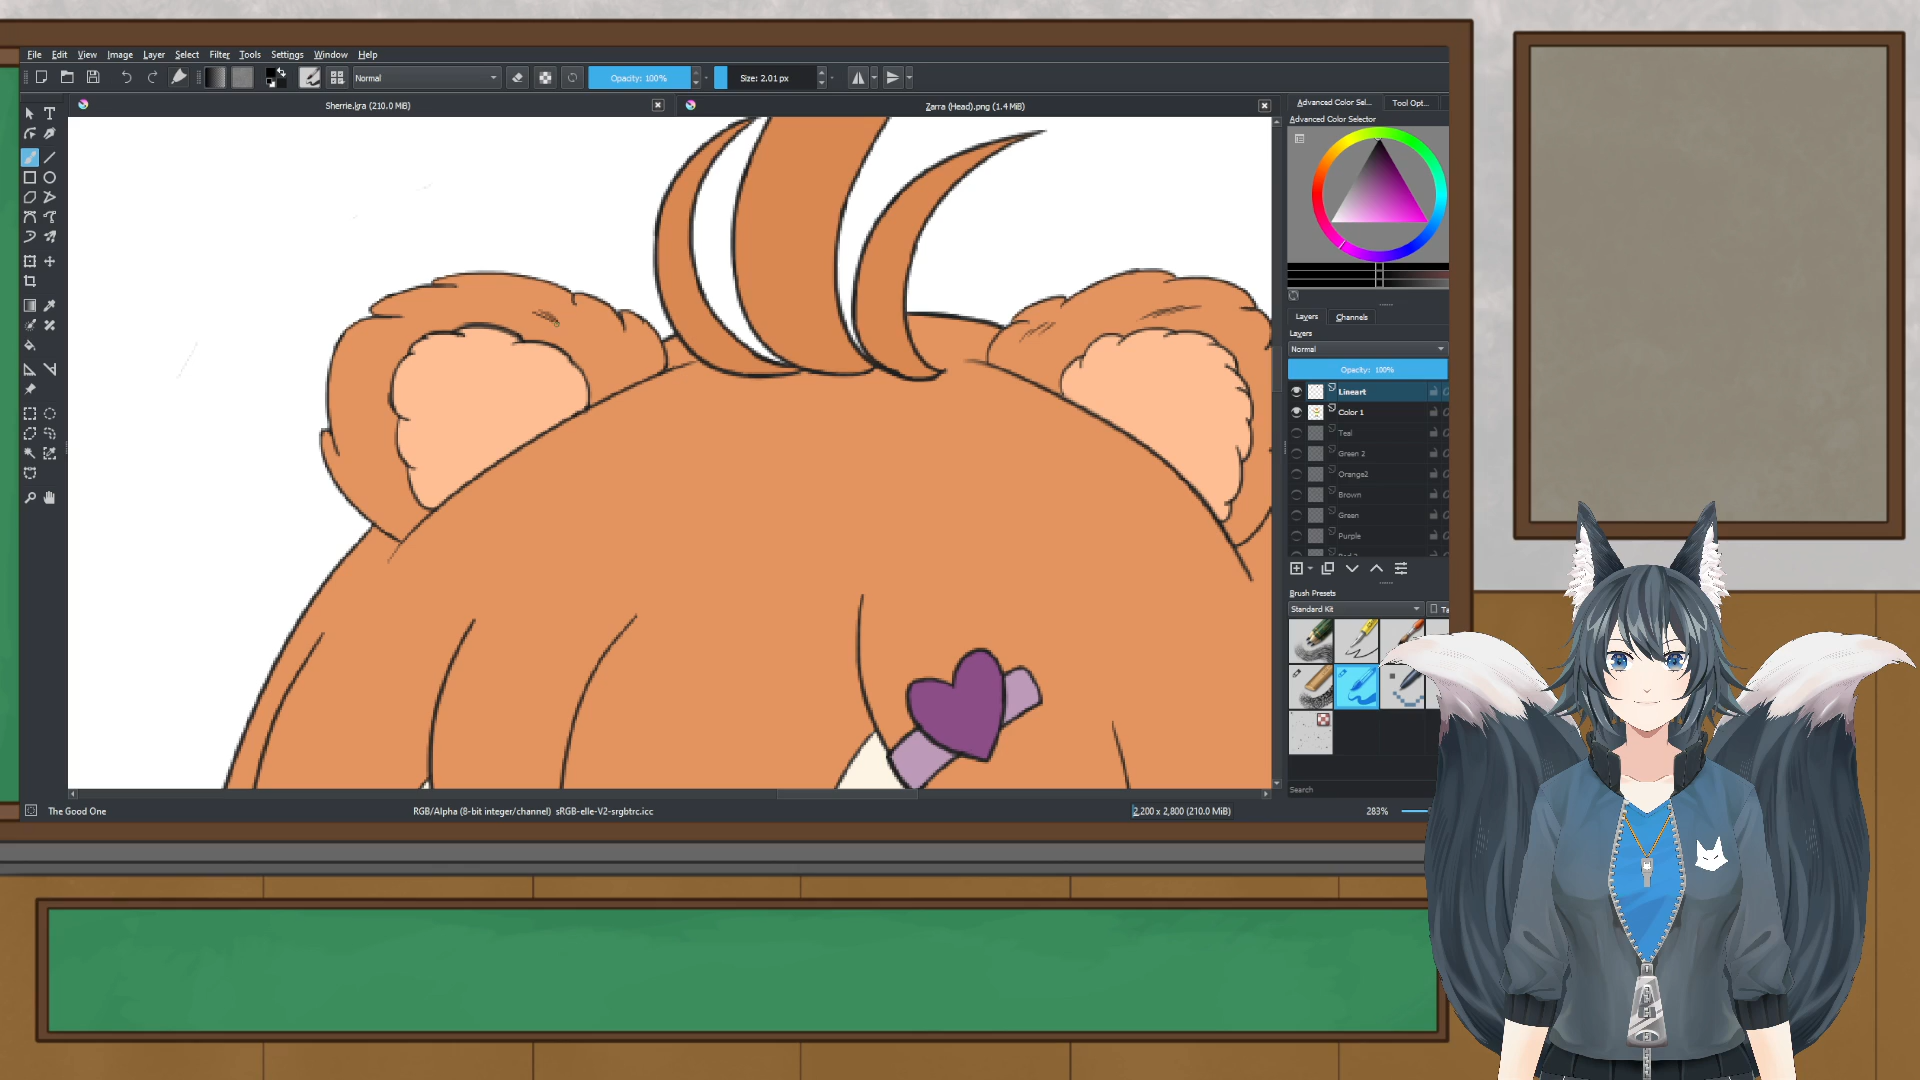 File Edit View Image Layer Select Filter Tools Settings Window Help
Normal Opacity: 100% Size: 2.01 px
Sherrie.kra (210.0 MiB) Zarra (Head).png (1.4 MiB)
Advanced Color Sel... Tool Opt...
Advanced Color Selector
Layers Channels
Layers
Normal
Opacity: 100%
Lineart
Color 1
Teal
Green 2
Orange2
Brown
Green
Purple
Brush Presets
Standard Kit Ta
Search
The Good One RGB/Alpha (8-bit integer/channel) sRGB-elle-V2-srgbtrc.icc 2,200 x 2,800 (210.0 MiB) 283%